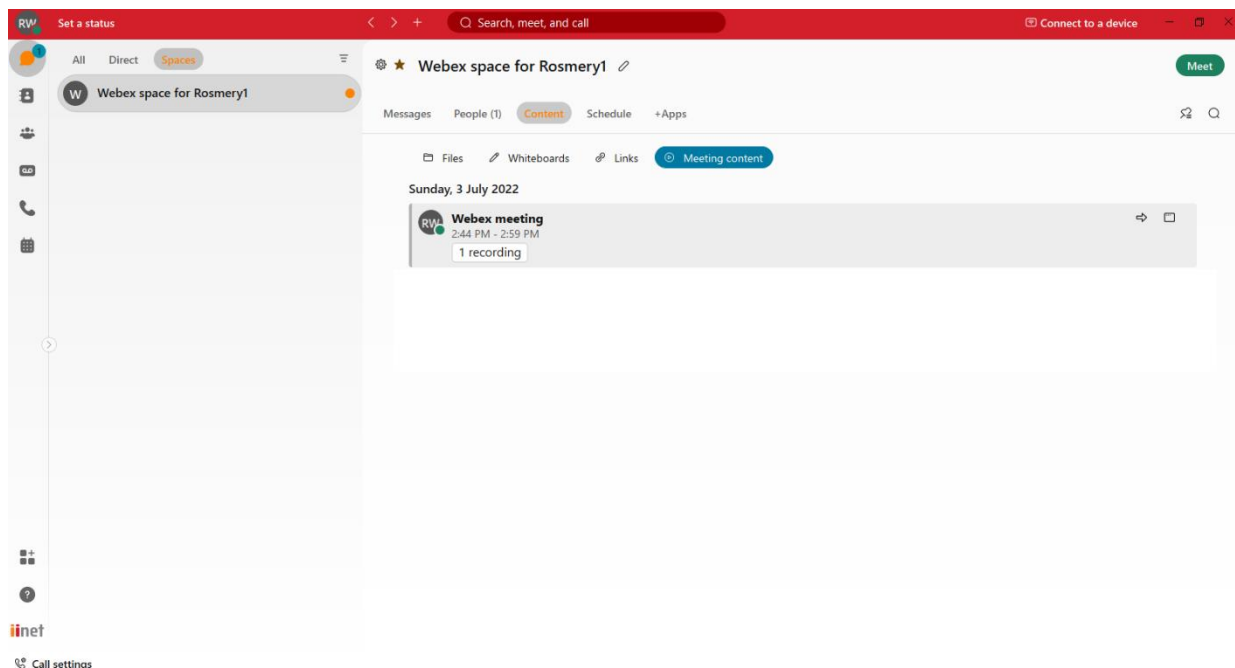 RW Set a status Search, meet, and call Connect to a device
1
All Direct Spaces
W Webex space for Rosmery1
Webex space for Rosmery1 Meet
Messages People (1) Content Schedule +Apps
Files Whiteboards Links Meeting content
Sunday, 3 July 2022
RW Webex meeting
2:44 PM - 2:59 PM
1 recording
iinet
Call settings